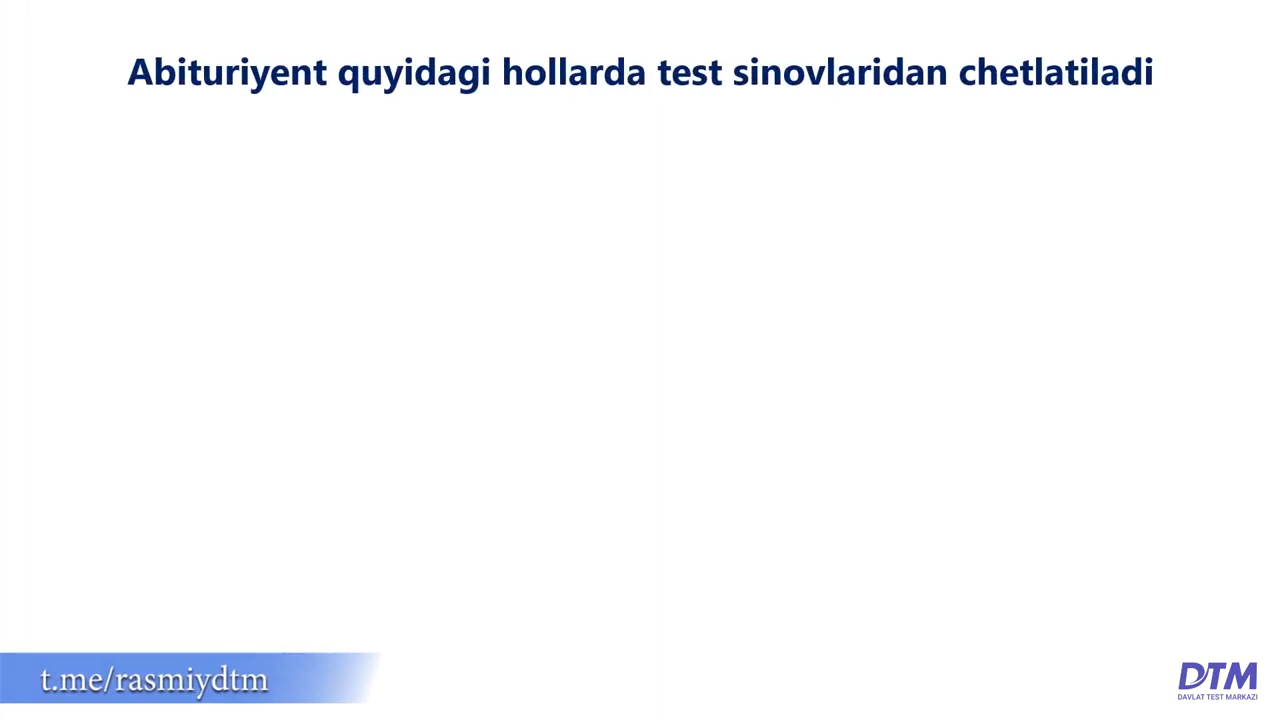 Abituriyent quyidagi hollarda test sinovlaridan chetlatiladi
t.me/rasmiydtm
DTM
DAVLAT TEST MARKAZI